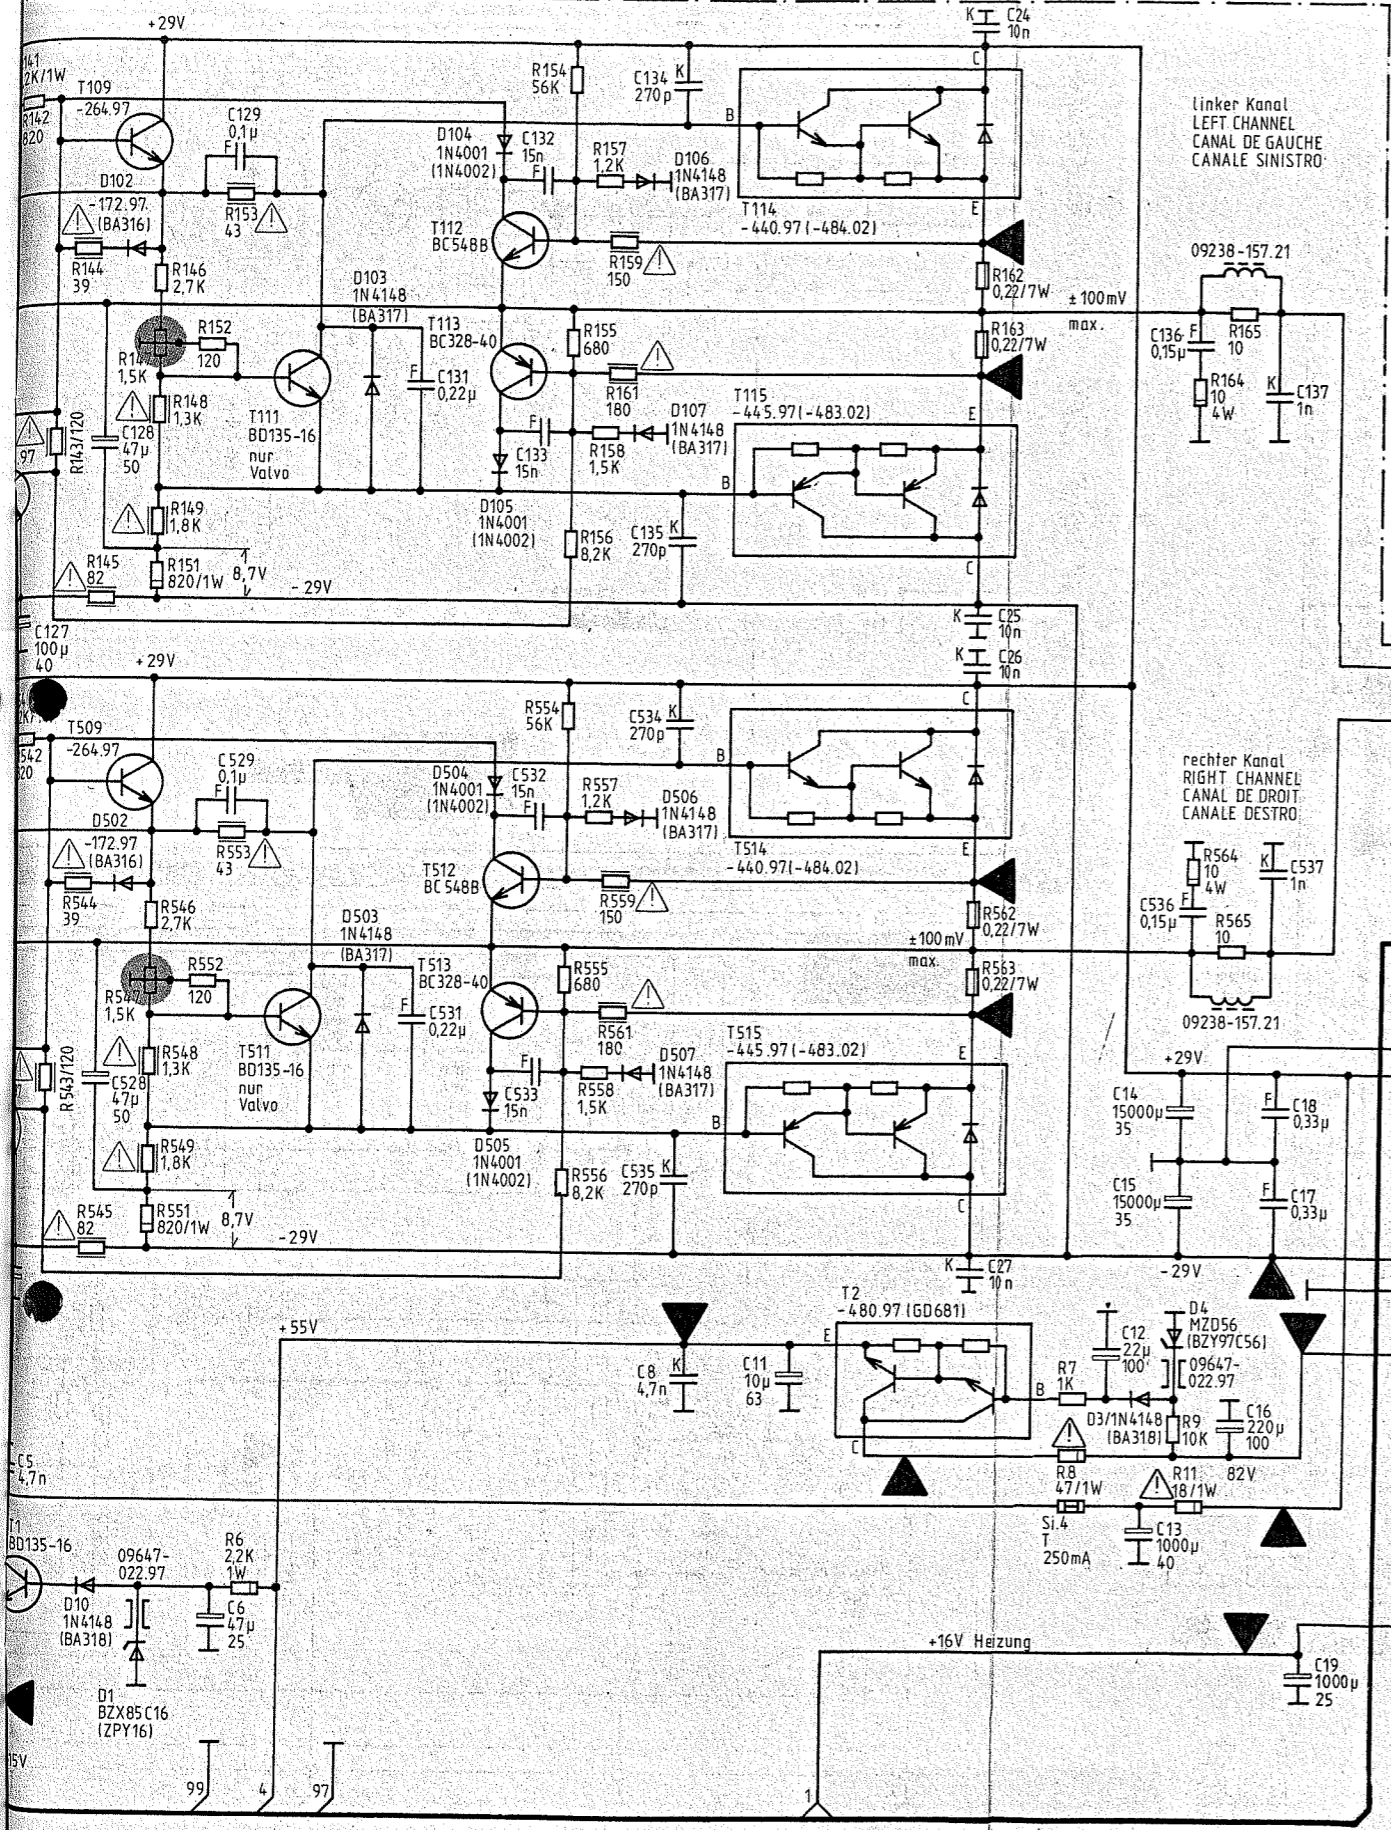 +29V
K
C24
10n
C
141
2K/1W
R142
820
T109
-264.97
C129
0,1µ
F
R154
56K
C134
270p
K
D104
1N4001
(1N4002)
C132
15n
F
R157
1,2K
D106
1N4148
(BA317)
B
E
T114
-440.97(-484.02)
linker Kanal
LEFT CHANNEL
CANAL DE GAUCHE
CANALE SINISTRO
D102
-172.97
(BA316)
R153
43
T112
BC548B
R159
150
R144
39
R146
2,7K
D103
1N4148
(BA317)
R162
0,22/7W
09238-157.21
±100mV
max.
R152
120
R14
1,5K
T113
BC328-40
R155
680
R163
0,22/7W
C136
0,15µ
F
R165
10
R164
10
4W
K
C137
1n
R148
1,3K
T111
BD135-16
nur
Valvo
F
C131
0,22µ
R161
180
T115
-445.97(-483.02)
E
97
R143/120
C128
47µ
50
F
C133
15n
R158
1,5K
D107
1N4148
(BA317)
B
R149
1,8K
D105
1N4001
(1N4002)
R156
8,2K
C135
270p
K
C
R145
82
R151
820/1W
8,7V
-29V
C127
100µ
40
K
C25
10n
K
C26
10n
+29V
C
542
20
T509
-264.97
C529
0,1µ
F
R554
56K
C534
270p
K
D504
1N4001
(1N4002)
C532
15n
F
R557
1,2K
D506
1N4148
(BA317)
B
E
T514
-440.97(-484.02)
rechter Kanal
RIGHT CHANNEL
CANAL DE DROIT
CANALE DESTRO
D502
-172.97
(BA316)
R553
43
T512
BC548B
R559
150
R544
39
R546
2,7K
D503
1N4148
(BA317)
R562
0,22/7W
±100mV
max.
R564
10
4W
K
C537
1n
C536
0,15µ
F
R565
10
09238-157.21
R552
120
R54
1,5K
T513
BC328-40
R555
680
R563
0,22/7W
R548
1,3K
T511
BD135-16
nur
Valvo
F
C531
0,22µ
R561
180
T515
-445.97(-483.02)
E
R543/120
C528
47µ
50
F
C533
15n
R558
1,5K
D507
1N4148
(BA317)
B
R549
1,8K
D505
1N4001
(1N4002)
R556
8,2K
C535
270p
K
C
R545
82
R551
820/1W
8,7V
-29V
K
C27
10n
+29V
C14
15000µ
35
F
C18
0,33µ
C15
15000µ
35
F
C17
0,33µ
-29V
+55V
T2
-480.97(GD681)
E
C8
4,7n
K
C11
10µ
63
B
C
R7
1K
C12
22µ
100
D4
MZD56
(BZY97C56)
09647-
022.97
D3/1N4148
(BA318)
R9
10K
C16
220µ
100
R8
47/1W
R11
18/1W
82V
Si.4
T
250mA
C13
1000µ
40
C5
4,7n
T1
BD135-16
09647-
022.97
R6
2,2K
1W
D10
1N4148
(BA318)
C6
47µ
25
D1
BZX85C16
(ZPY16)
+16V Heizung
C19
1000µ
25
15V
99
4
97
1